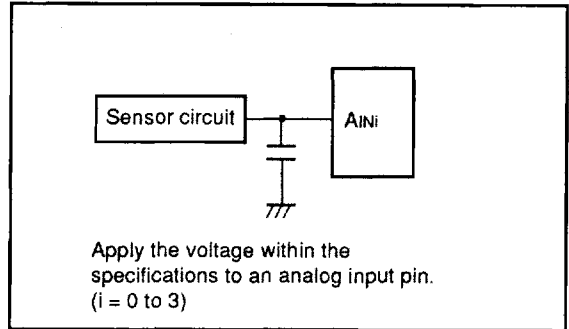 Sensor circuit
AINi
Apply the voltage within the
specifications to an analog input pin.
(i = 0 to 3)